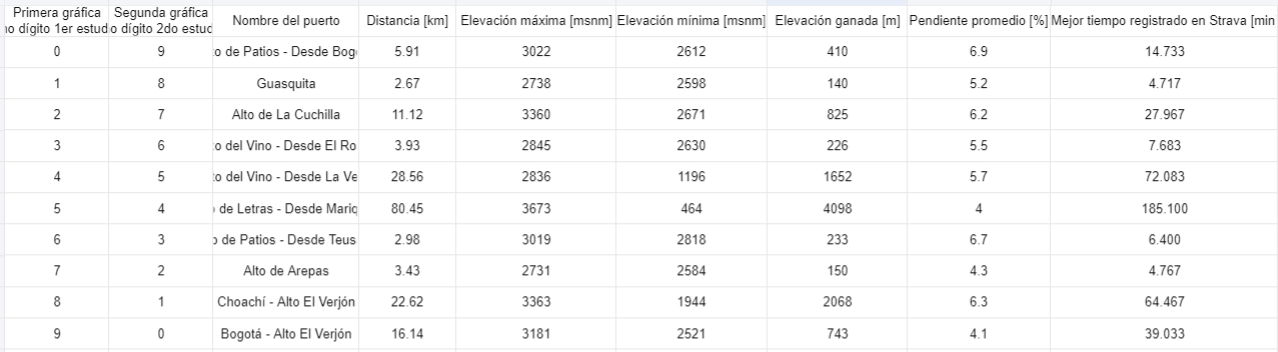 Primera gráfica Segunda gráfica Nombre del puerto Distancia [km] Elevación máxima [msnm] Elevación mínima [msnm] Elevación ganada [m] Pendiente promedio [%] Mejor tiempo registrado en Strava [min
dígito 1er estud dígito 2do estuc
0 9 de Patios - Desde Bog 5.91 3022 2612 410 6.9 14.733
1 8 Guasquita 2.67 2738 2598 140 5.2 4.717
2 7 Alto de La Cuchilla 11.12 3360 2671 825 6.2 27.967
3 6 del Vino - Desde El Ro 3.93 2845 2630 226 5.5 7.683
4 5 del Vino - Desde La Ve 28.56 2836 1196 1652 5.7 72.083
5 4 de Letras - Desde Mariq 80.45 3673 464 4098 4 185.100
6 3 de Patios - Desde Teus 2.98 3019 2818 233 6.7 6.400
7 2 Alto de Arepas 3.43 2731 2584 150 4.3 4.767
8 1 Choachí - Alto El Verjón 22.62 3363 1944 2068 6.3 64.467
9 0 Bogotá - Alto El Verjón 16.14 3181 2521 743 4.1 39.033